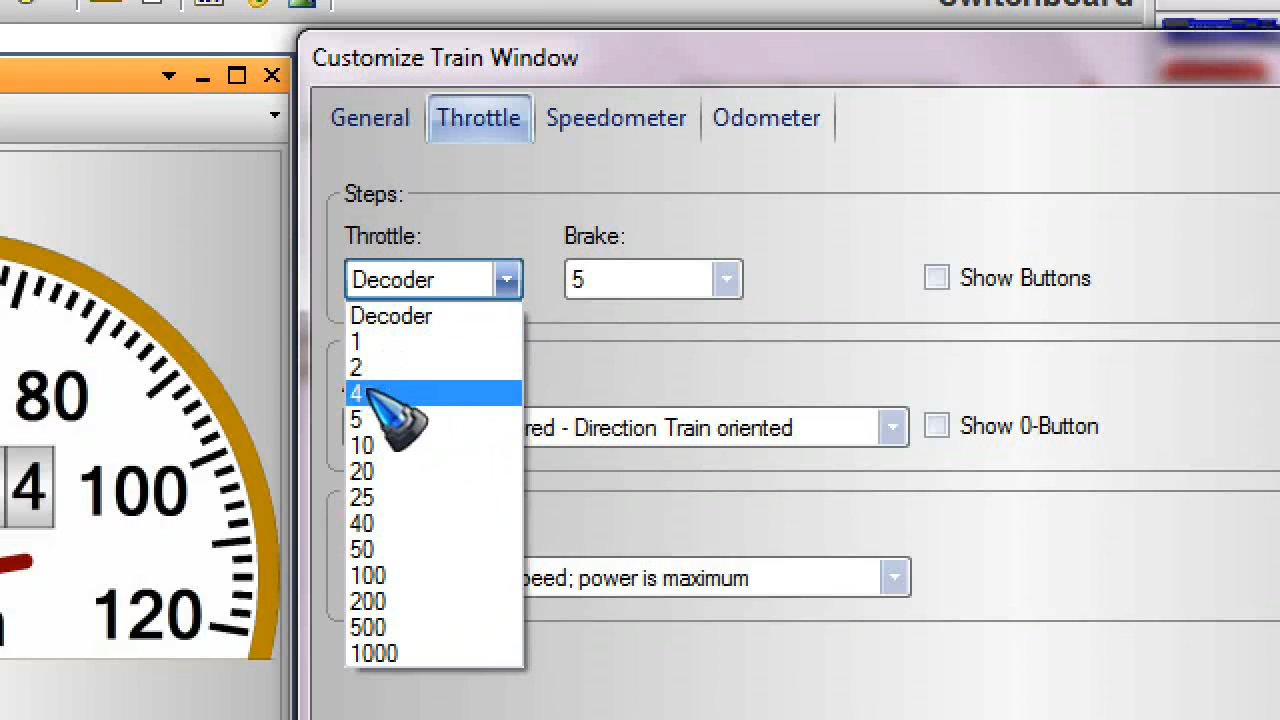 Customize Train Window
General Throttle Speedometer Odometer
Steps:
Throttle: Brake:
Decoder 5 Show Buttons
Decoder
1
2
4
5
10
20
25
40
50
100
200
500
1000
- Direction Train oriented Show 0-Button
power is maximum
80
4 100
120